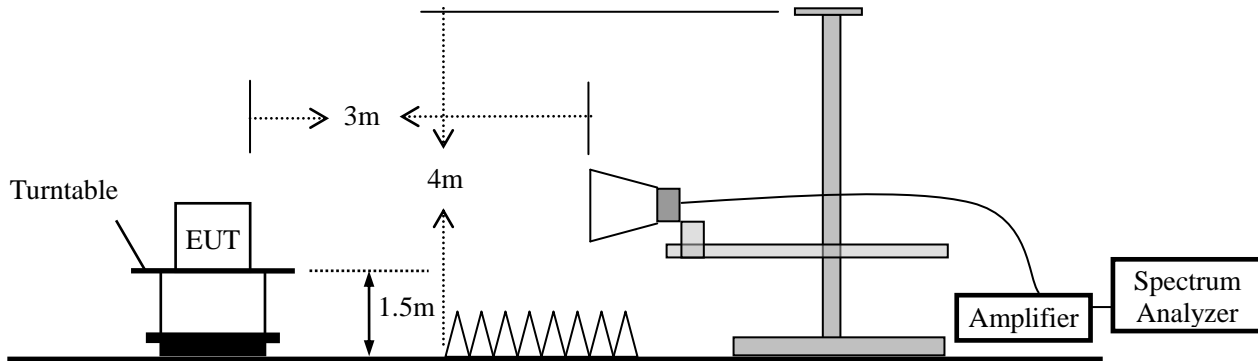 3m
4m
Turntable
EUT
1.5m
Amplifier
Spectrum
Analyzer